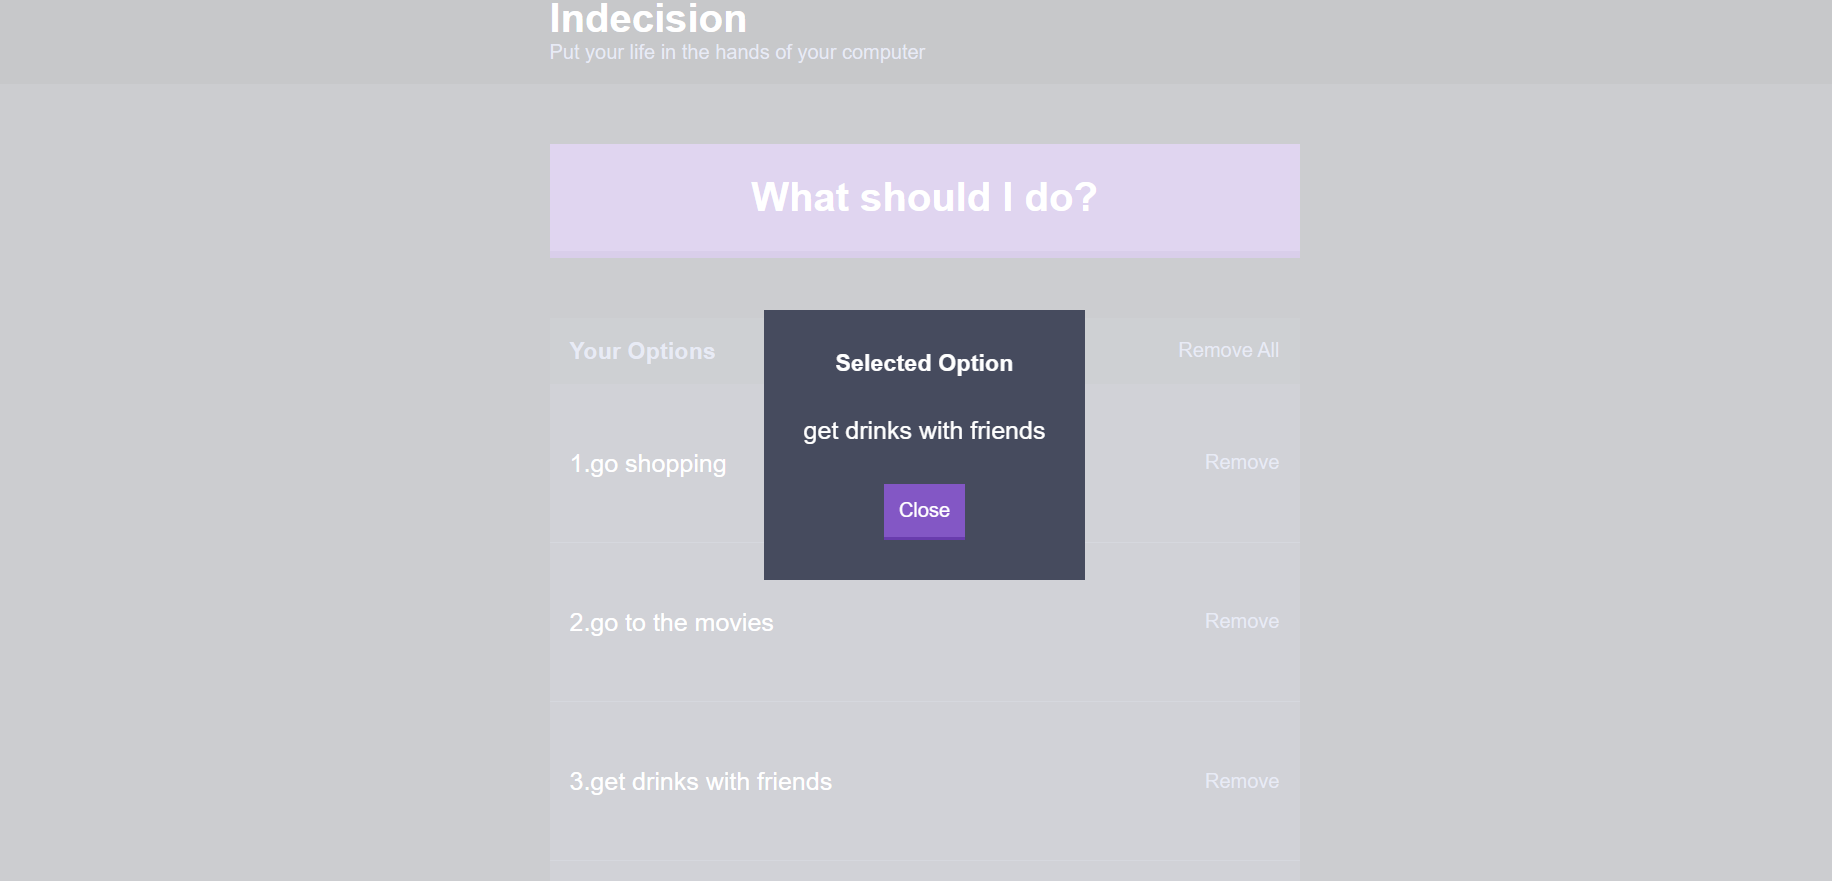 Indecision
Put your life in the hands of your computer
What should I do?
Your Options
Remove All
Selected Option
get drinks with friends
Close
1.go shopping
Remove
2.go to the movies
Remove
3.get drinks with friends
Remove